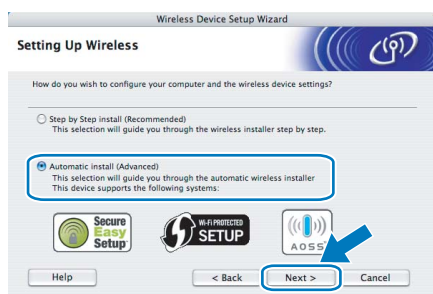 Wireless Device Setup Wizard
Setting Up Wireless
How do you wish to configure your computer and the wireless device settings?
Step by Step install (Recommended)
This selection will guide you through the wireless installer step by step.
Automatic install (Advanced)
This selection will guide you through the automatic wireless installer
This device supports the following systems:
Secure
Easy
Setup
Wi-Fi PROTECTED
SETUP
AOSS
Help
< Back
Next >
Cancel